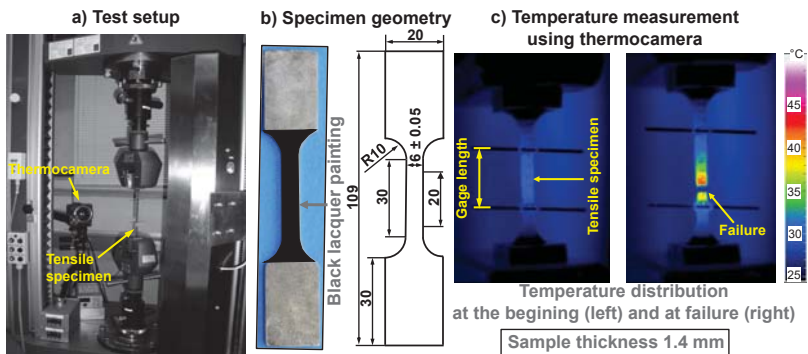 a) Test setup
Thermocamera
Tensile
specimen
b) Specimen geometry
20
Black lacquer painting
109
R10
6 ± 0.05
30
20
30
c) Temperature measurement
using thermocamera
Gage length
Tensile specimen
Failure
°C
45
40
35
30
25
Temperature distribution
at the begining (left) and at failure (right)
Sample thickness 1.4 mm